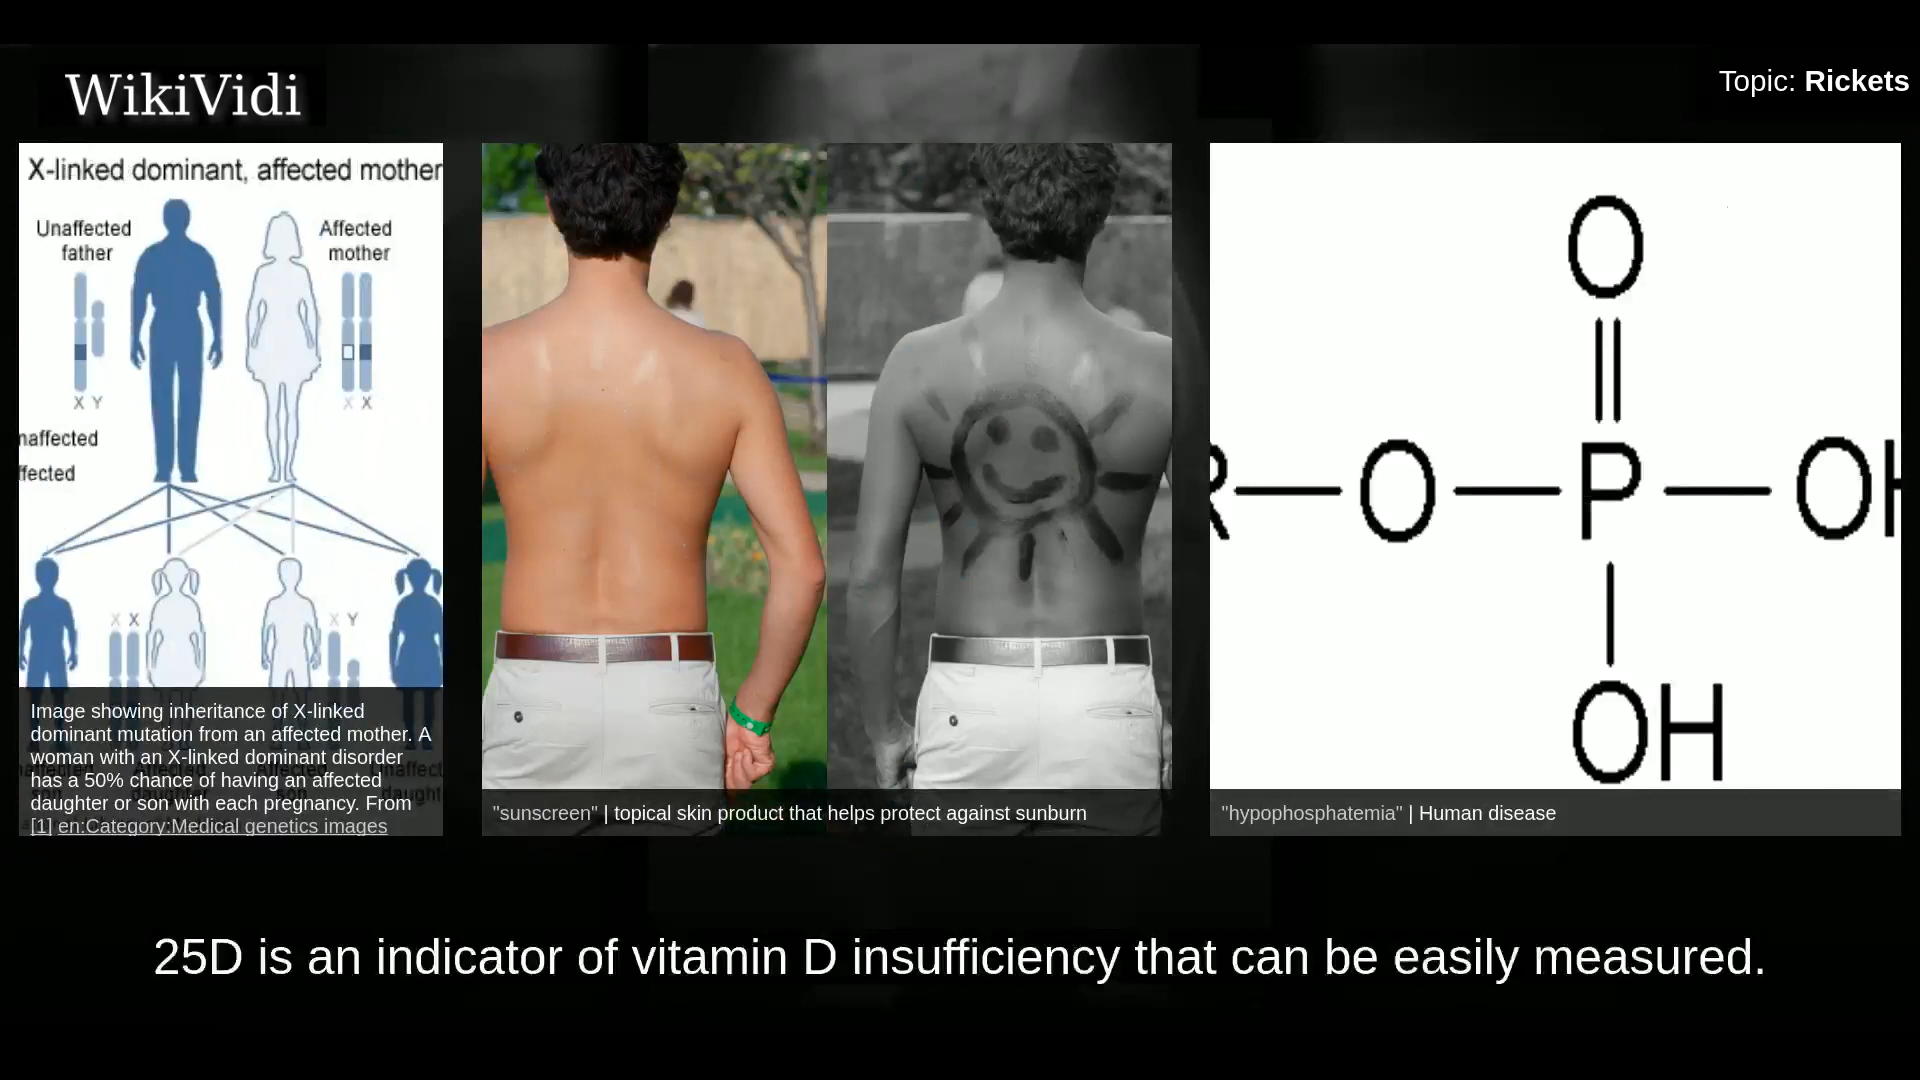 WikiVidi
Topic: Rickets
X-linked dominant, affected mother
Unaffected
father
Affected
mother
X Y
X X
naffected
ffected
X X
X Y
Image showing inheritance of X-linked
dominant mutation from an affected mother. A
woman with an X-linked dominant disorder
has a 50% chance of having an affected
daughter or son with each pregnancy. From
[1] en:Category:Medical genetics images
"sunscreen" | topical skin product that helps protect against sunburn
O
R O P OH
OH
"hypophosphatemia" | Human disease
25D is an indicator of vitamin D insufficiency that can be easily measured.